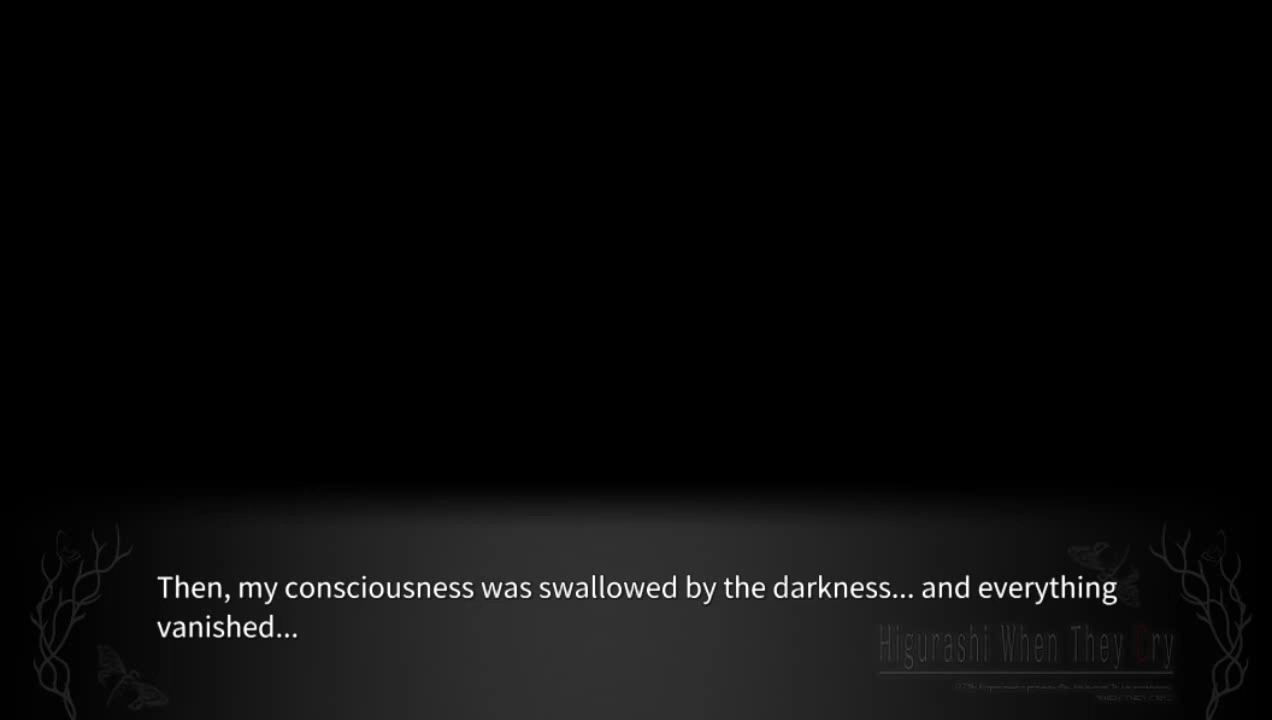 Then, my consciousness was swallowed by the darkness... and everything
vanished...
Higurashi When They Cry